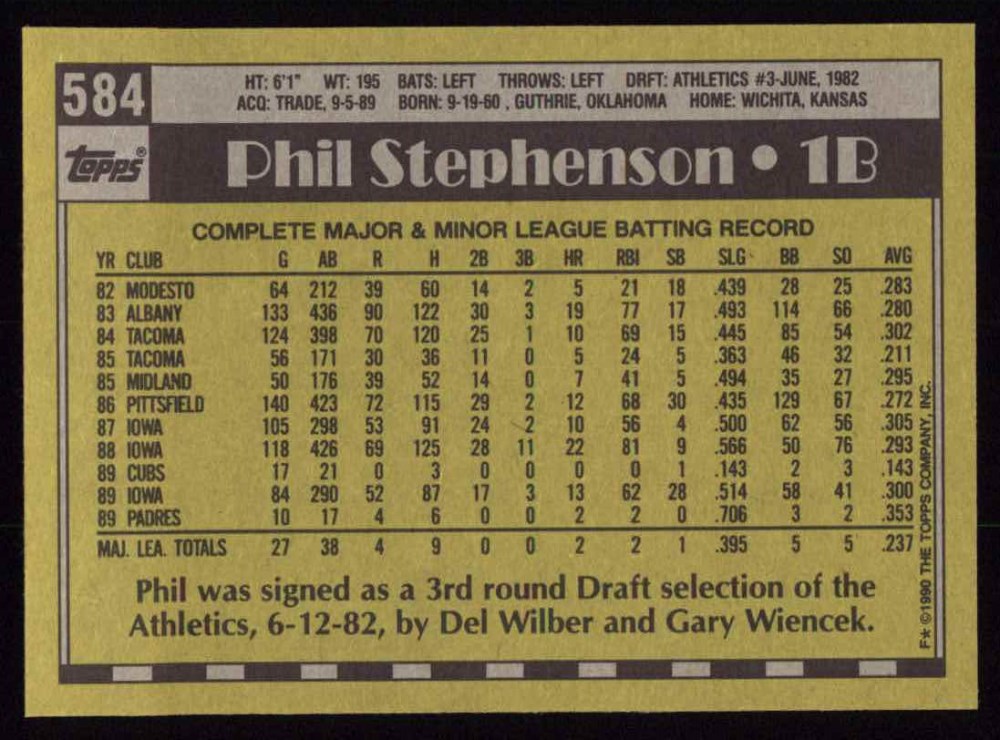 584
HT: 6'1" WT: 195 BATS: LEFT THROWS: LEFT DRFT: ATHLETICS #3-JUNE, 1982
ACQ: TRADE, 9-5-89 BORN: 9-19-60 , GUTHRIE, OKLAHOMA HOME: WICHITA, KANSAS
topps®
Phil Stephenson • 1B
COMPLETE MAJOR & MINOR LEAGUE BATTING RECORD
YR CLUB G AB R H 2B 3B HR RBI SB SLG BB SO AVG
82 MODESTO 64 212 39 60 14 2 5 21 18 .439 28 25 .283
83 ALBANY 133 436 90 122 30 3 19 77 17 .493 114 66 .280
84 TACOMA 124 398 70 120 25 1 10 69 15 .445 85 54 .302
85 TACOMA 56 171 30 36 11 0 5 24 5 .363 46 32 .211
85 MIDLAND 50 176 39 52 14 0 7 41 5 .494 35 27 .295
86 PITTSFIELD 140 423 72 115 29 2 12 68 30 .435 129 67 .272
87 IOWA 105 298 53 91 24 2 10 56 4 .500 62 56 .305
88 IOWA 118 426 69 125 28 11 22 81 9 .566 50 76 .293
89 CUBS 17 21 0 3 0 0 0 0 1 .143 2 3 .143
89 IOWA 84 290 52 87 17 3 13 62 28 .514 58 41 .300
89 PADRES 10 17 4 6 0 0 2 2 0 .706 3 2 .353
MAJ. LEA. TOTALS 27 38 4 9 0 0 2 2 1 .395 5 5 .237
Phil was signed as a 3rd round Draft selection of the
Athletics, 6-12-82, by Del Wilber and Gary Wiencek.
F★ ©1990 THE TOPPS COMPANY, INC.